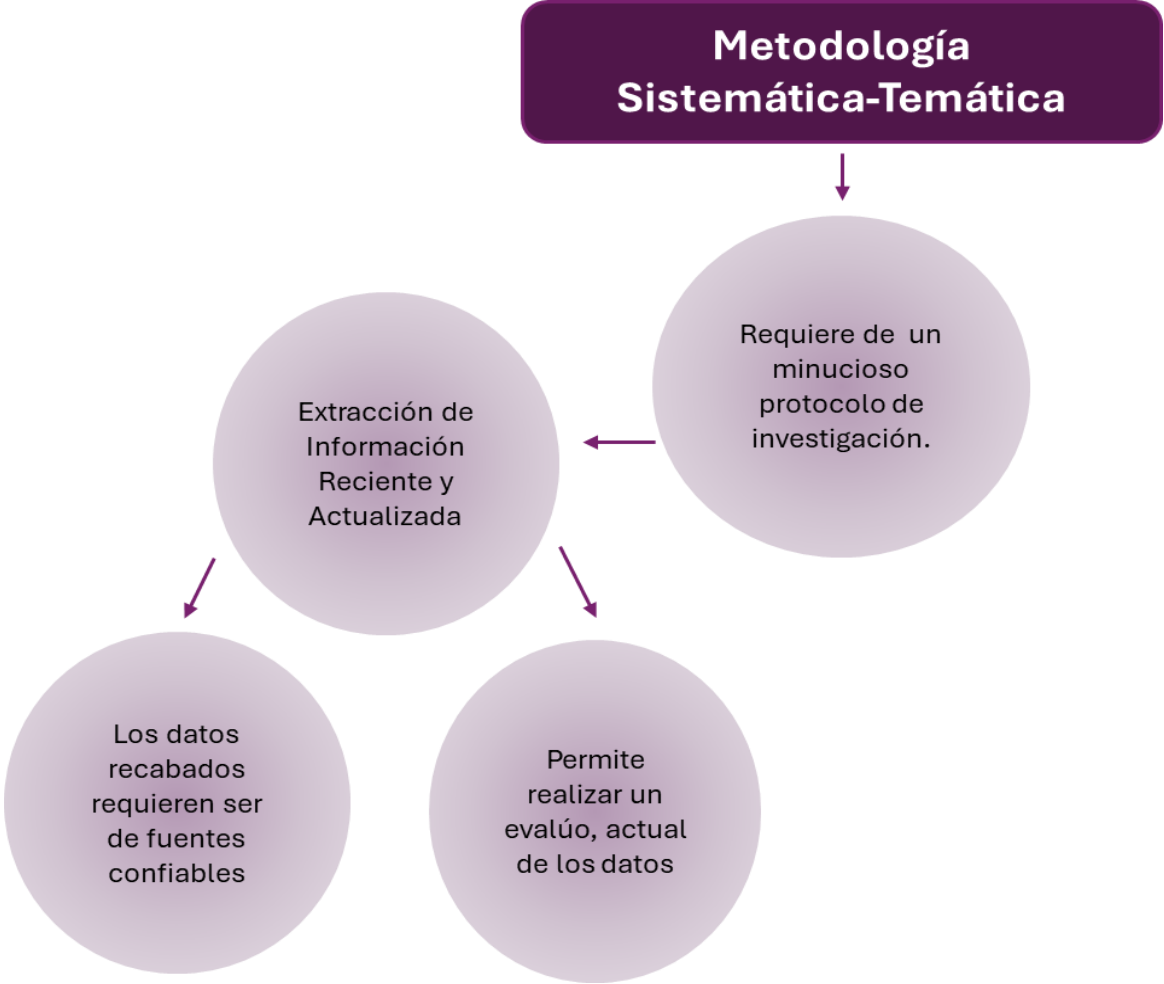 Metodología
Sistemática-Temática
Requiere de un
minucioso
protocolo de
investigación.
Extracción de
Información
Reciente y
Actualizada
Los datos
recabados
requieren ser
de fuentes
confiables
Permite
realizar un
evalúo, actual
de los datos